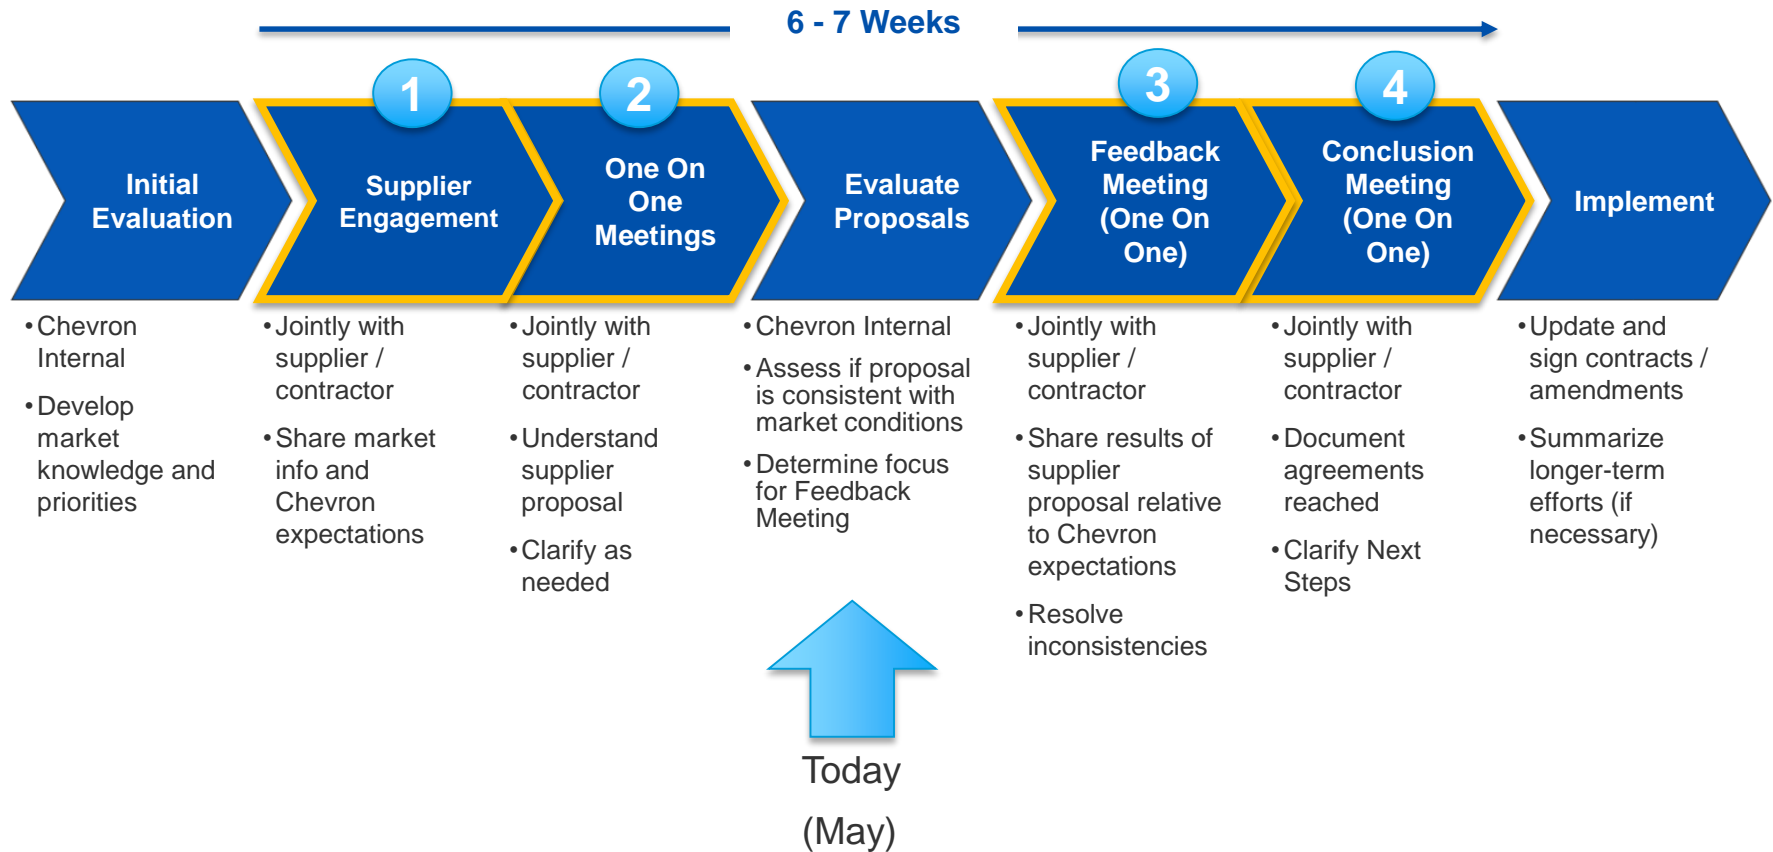 6 - 7 Weeks
1
2
3
4
Initial
Evaluation
Supplier
Engagement
One On
One
Meetings
Evaluate
Proposals
Feedback
Meeting
(One On
One)
Conclusion
Meeting
(One On
One)
Implement
•Chevron
Internal
•Develop
market
knowledge and
priorities
•Jointly with
supplier /
contractor
•Share market
info and
Chevron
expectations
•Jointly with
supplier /
contractor
•Understand
supplier
proposal
•Clarify as
needed
•Chevron Internal
•Assess if proposal
is consistent with
market conditions
•Determine focus
for Feedback
Meeting
•Jointly with
supplier /
contractor
•Share results of
supplier
proposal relative
to Chevron
expectations
•Resolve
inconsistencies
•Jointly with
supplier /
contractor
•Document
agreements
reached
•Clarify Next
Steps
•Update and
sign contracts /
amendments
•Summarize
longer-term
efforts (if
necessary)
Today
(May)